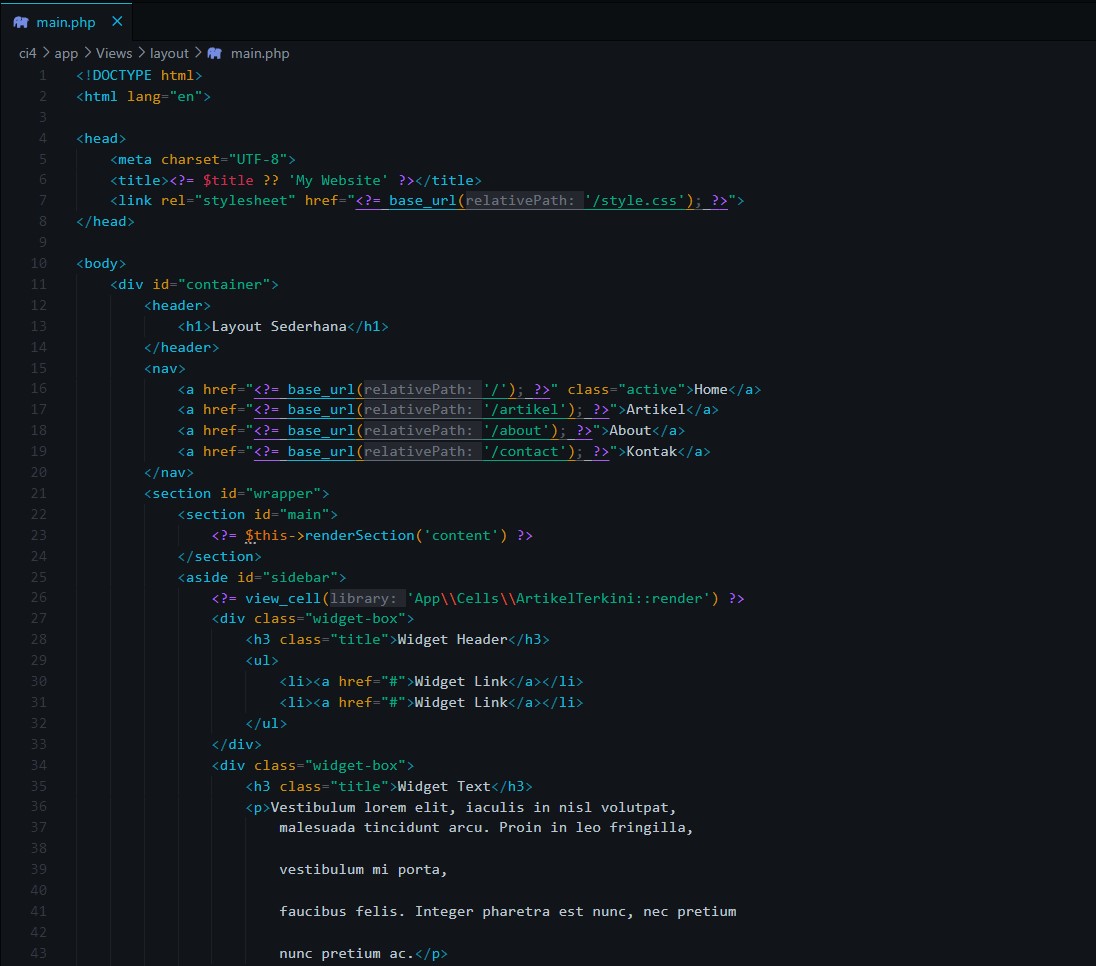 main.php ×
ci4 > app > Views > layout > main.php
1 <!DOCTYPE html>
2 <html lang="en">
3
4 <head>
5     <meta charset="UTF-8">
6     <title><?= $title ?? 'My Website' ?></title>
7     <link rel="stylesheet" href="<?= base_url(relativePath: '/style.css'); ?>">
8 </head>
9
10 <body>
11     <div id="container">
12         <header>
13             <h1>Layout Sederhana</h1>
14         </header>
15         <nav>
16             <a href="<?= base_url(relativePath: '/'); ?>" class="active">Home</a>
17             <a href="<?= base_url(relativePath: '/artikel'); ?>">Artikel</a>
18             <a href="<?= base_url(relativePath: '/about'); ?>">About</a>
19             <a href="<?= base_url(relativePath: '/contact'); ?>">Kontak</a>
20         </nav>
21         <section id="wrapper">
22             <section id="main">
23                 <?= $this->renderSection('content') ?>
24             </section>
25             <aside id="sidebar">
26                 <?= view_cell(library: 'App\\Cells\\ArtikelTerkini::render') ?>
27                 <div class="widget-box">
28                     <h3 class="title">Widget Header</h3>
29                     <ul>
30                         <li><a href="#">Widget Link</a></li>
31                         <li><a href="#">Widget Link</a></li>
32                     </ul>
33                 </div>
34                 <div class="widget-box">
35                     <h3 class="title">Widget Text</h3>
36                     <p>Vestibulum lorem elit, iaculis in nisl volutpat,
37                         malesuada tincidunt arcu. Proin in leo fringilla,
38
39                         vestibulum mi porta,
40
41                         faucibus felis. Integer pharetra est nunc, nec pretium
42
43                         nunc pretium ac.</p>